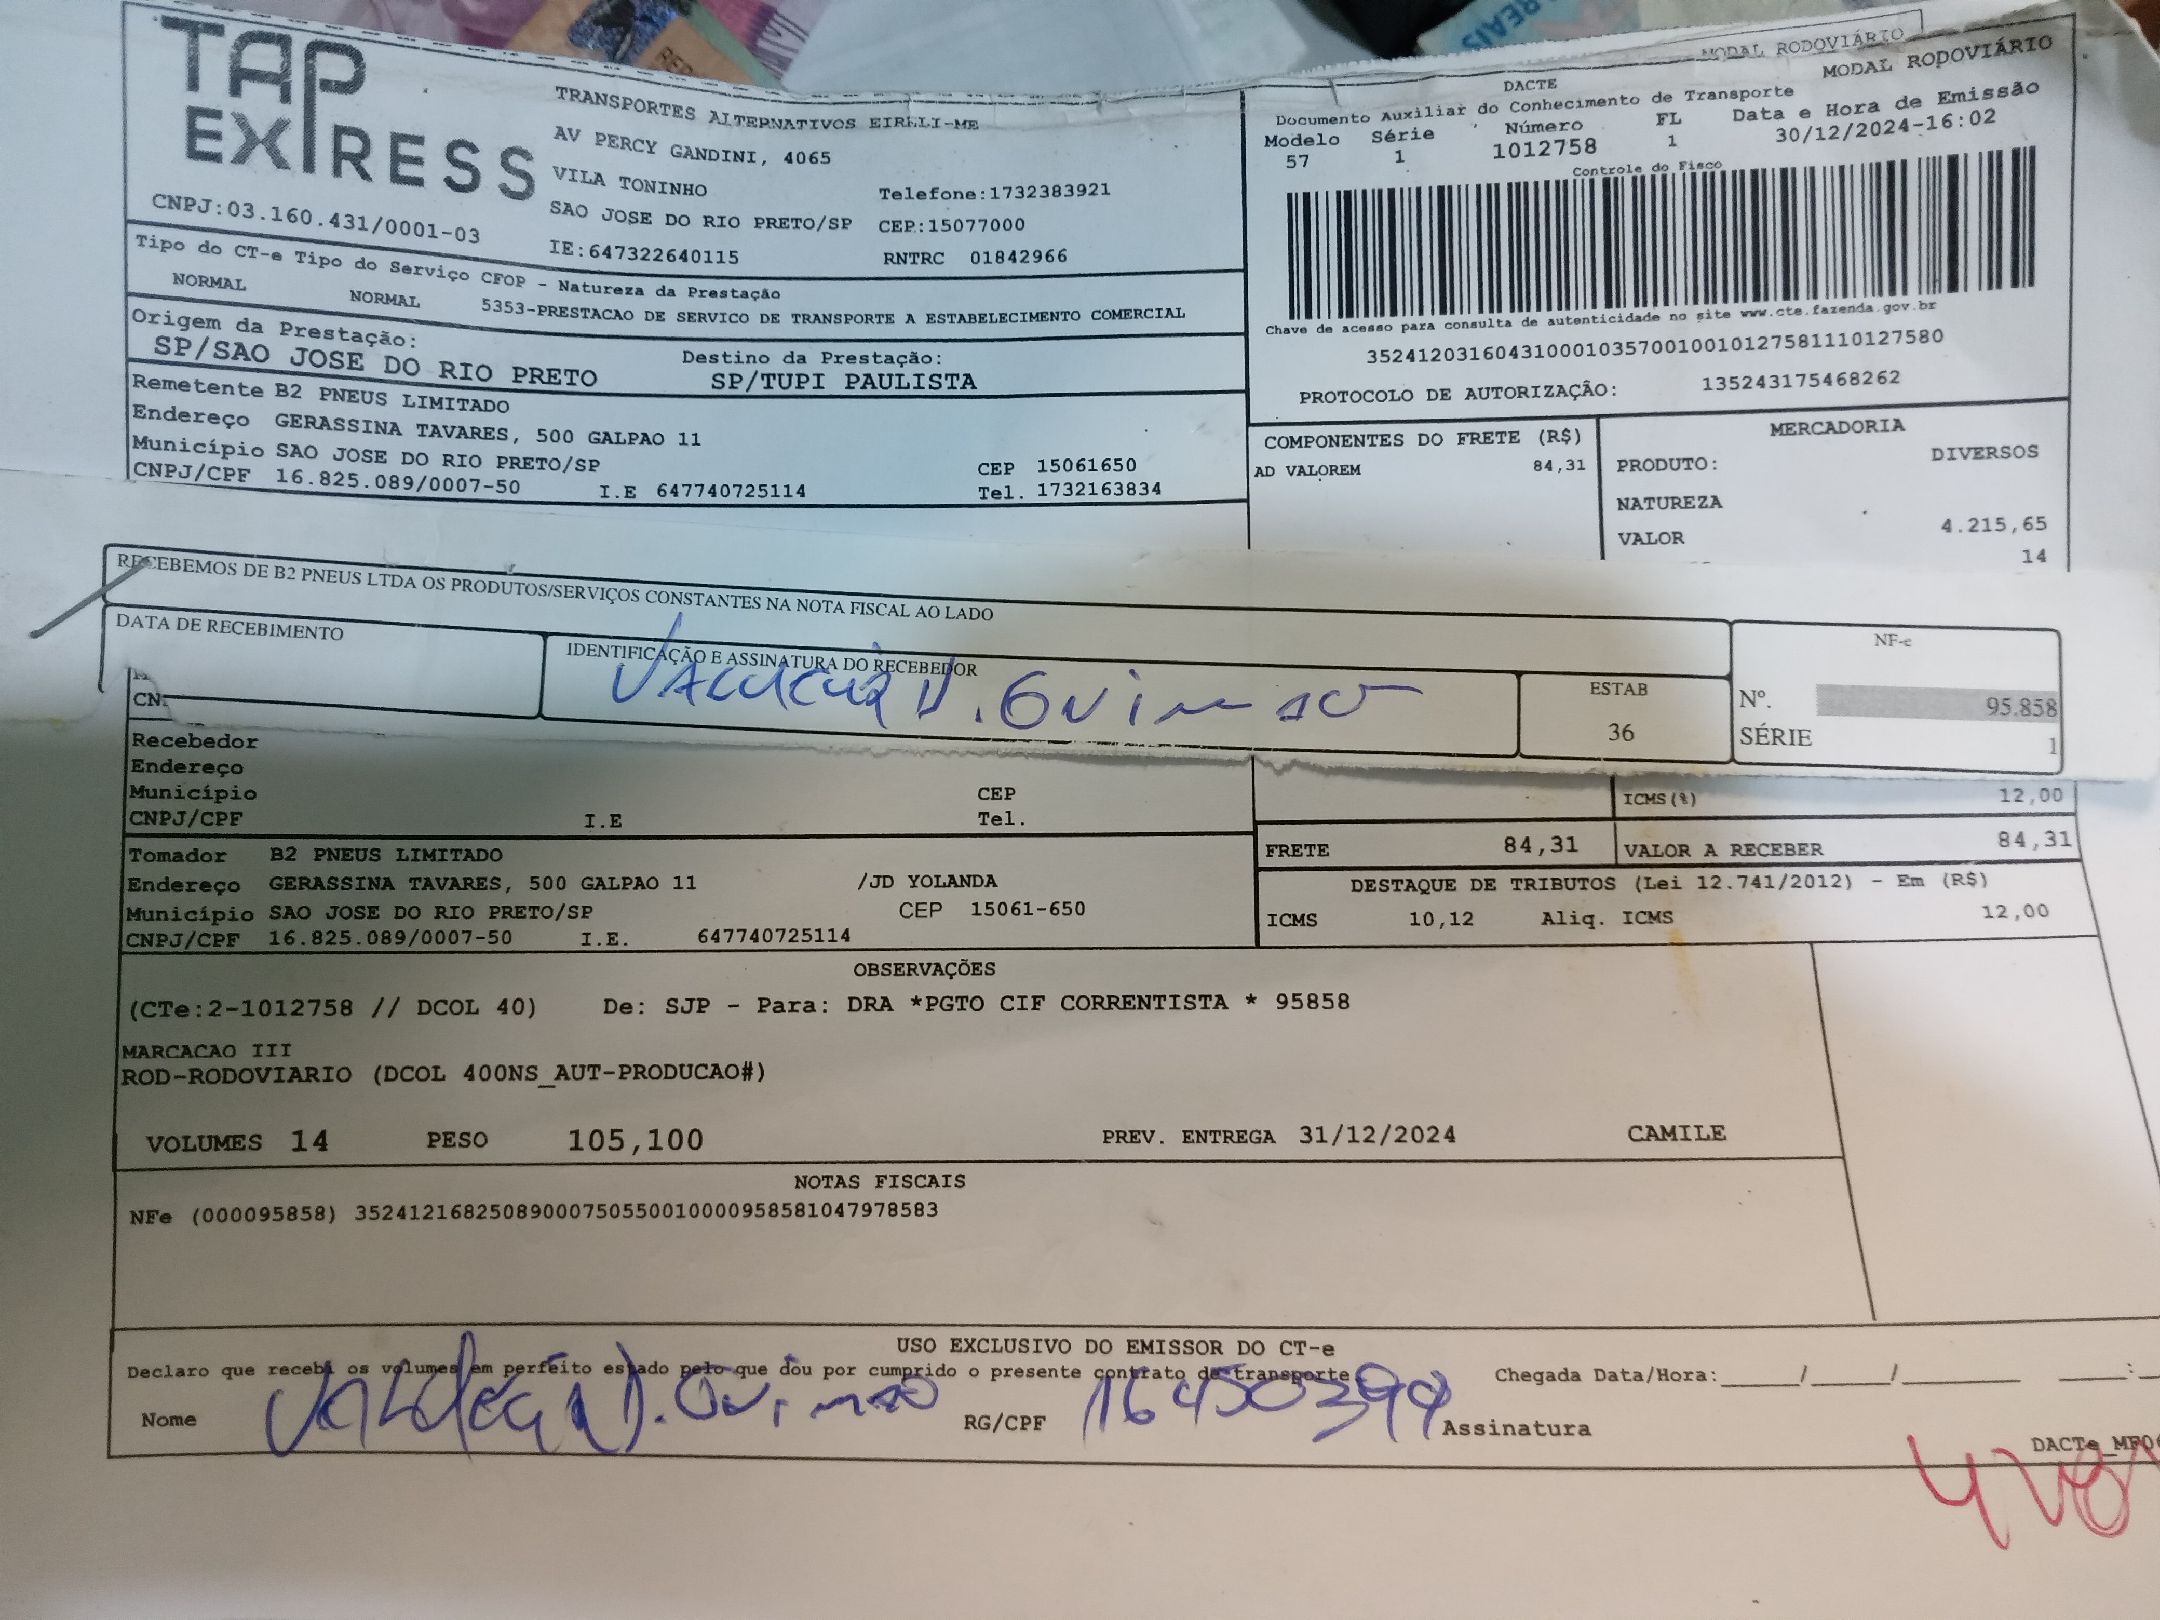 TAP
EXPRESS
CNPJ:03.160.431/0001-03
TRANSPORTES ALTERNATIVOS EIRELI-ME
AV PERCY GANDINI, 4065
VILA TONINHO Telefone:1732383921
SAO JOSE DO RIO PRETO/SP CEP:15077000
IE:647322640115 RNTRC 01842966
MODAL RODOVIÁRIO
MODAL RODOVIÁRIO
DACTE
Documento Auxiliar do Conhecimento de Transporte
Modelo Série Número FL Data e Hora de Emissão
57 1 1012758 1 30/12/2024-16:02
Controle do Fisco
Chave de acesso para consulta de autenticidade no site www.cte.fazenda.gov.br
35241203160431000103570010010127581110127580
PROTOCOLO DE AUTORIZAÇÃO: 135243175468262
Tipo do CT-e Tipo do Serviço CFOP - Natureza da Prestação
NORMAL NORMAL 5353-PRESTACAO DE SERVICO DE TRANSPORTE A ESTABELECIMENTO COMERCIAL
Origem da Prestação: Destino da Prestação:
SP/SAO JOSE DO RIO PRETO SP/TUPI PAULISTA
Remetente B2 PNEUS LIMITADO
Endereço GERASSINA TAVARES, 500 GALPAO 11
Município SAO JOSE DO RIO PRETO/SP CEP 15061650
CNPJ/CPF 16.825.089/0007-50 I.E 647740725114 Tel. 1732163834
COMPONENTES DO FRETE (R$)
AD VALOREM 84,31
MERCADORIA
PRODUTO: DIVERSOS
NATUREZA
VALOR 4.215,65
14
RECEBEMOS DE B2 PNEUS LTDA OS PRODUTOS/SERVIÇOS CONSTANTES NA NOTA FISCAL AO LADO
DATA DE RECEBIMENTO IDENTIFICAÇÃO E ASSINATURA DO RECEBEDOR
ESTAB
36
NF-e
Nº. 95.858
SÉRIE 1
CN
Recebedor
Endereço
Município CEP
CNPJ/CPF I.E Tel.
ICMS(%) 12,00
FRETE 84,31 VALOR A RECEBER 84,31
Tomador B2 PNEUS LIMITADO
Endereço GERASSINA TAVARES, 500 GALPAO 11 /JD YOLANDA
Município SAO JOSE DO RIO PRETO/SP CEP 15061-650
CNPJ/CPF 16.825.089/0007-50 I.E. 647740725114
DESTAQUE DE TRIBUTOS (Lei 12.741/2012) - Em (R$)
ICMS 10,12 Aliq. ICMS 12,00
OBSERVAÇÕES
(CTe:2-1012758 // DCOL 40) De: SJP - Para: DRA *PGTO CIF CORRENTISTA * 95858
MARCACAO III
ROD-RODOVIARIO (DCOL 400NS_AUT-PRODUCAO#)
VOLUMES 14 PESO 105,100 PREV. ENTREGA 31/12/2024 CAMILE
NOTAS FISCAIS
NFe (000095858) 35241216825089000750550010000958581047978583
USO EXCLUSIVO DO EMISSOR DO CT-e
Declaro que recebi os volumes em perfeito estado pelo que dou por cumprido o presente contrato de transporte Chegada Data/Hora:
Nome RG/CPF Assinatura
DACTe_MF0